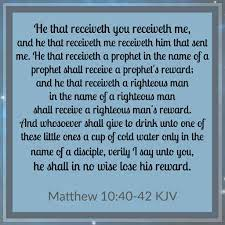 He that receiveth you receiveth me,
and he that receiveth me receiveth him that sent
me. He that receiveth a prophet in the name of a
prophet shall receive a prophet's reward;
and he that receiveth a righteous man
in the name of a righteous man
shall receive a righteous man's reward.
And whosoever shall give to drink unto one of
these little ones a cup of cold water only in the
name of a disciple, verily I say unto you,
he shall in no wise lose his reward.
Matthew 10:40-42 KJV